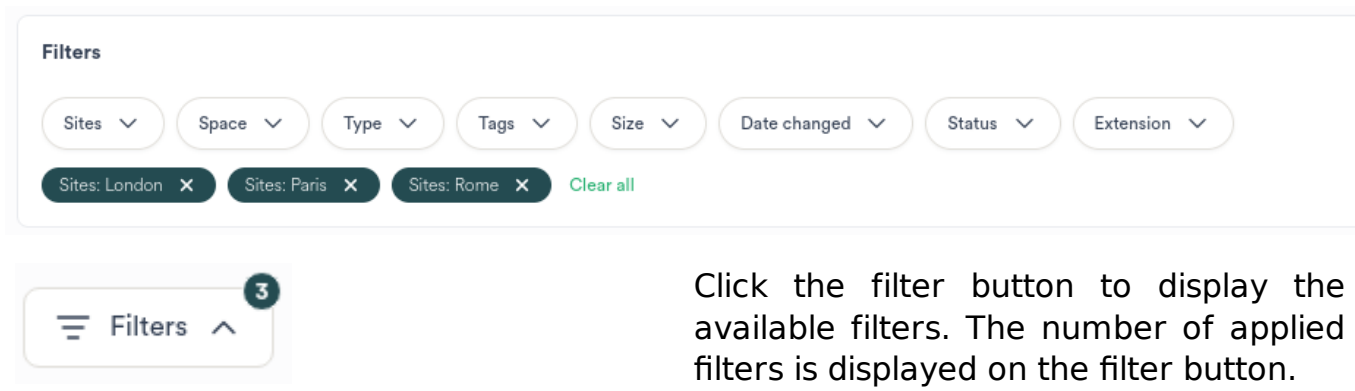 Filters
Sites Space Type Tags Size Date changed Status Extension
Sites: London Sites: Paris Sites: Rome Clear all
3
Filters
Click the filter button to display the
available filters. The number of applied
filters is displayed on the filter button.